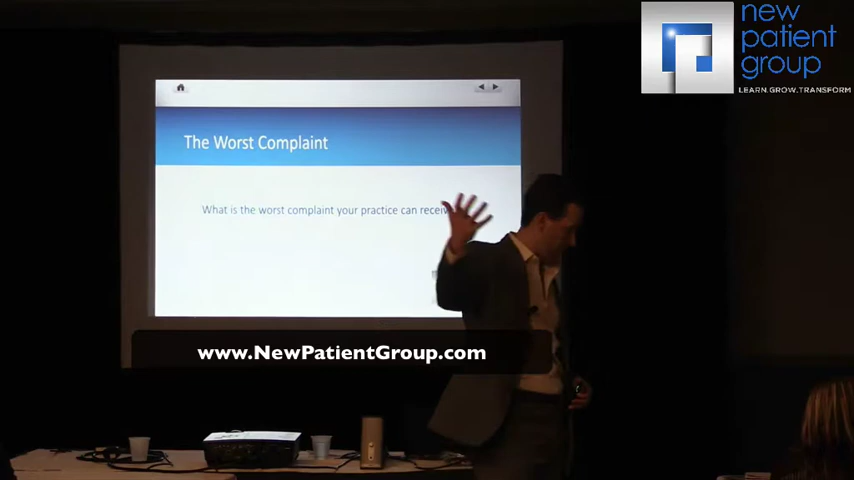 new
patient
group
LEARN.GROW.TRANSFORM
The Worst Complaint
What is the worst complaint your practice can
www.NewPatientGroup.com